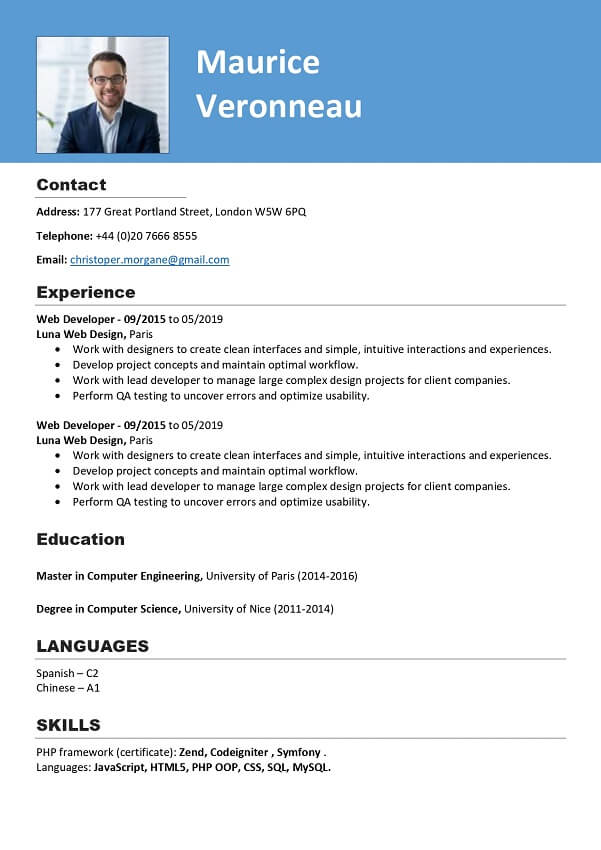 Maurice
Veronneau
Contact
Address: 177 Great Portland Street, London W5W 6PQ
Telephone: +44 (0)20 7666 8555
Email: christoper.morgane@gmail.com
Experience
Web Developer - 09/2015 to 05/2019
Luna Web Design, Paris
• Work with designers to create clean interfaces and simple, intuitive interactions and experiences.
• Develop project concepts and maintain optimal workflow.
• Work with lead developer to manage large complex design projects for client companies.
• Perform QA testing to uncover errors and optimize usability.
Web Developer - 09/2015 to 05/2019
Luna Web Design, Paris
• Work with designers to create clean interfaces and simple, intuitive interactions and experiences.
• Develop project concepts and maintain optimal workflow.
• Work with lead developer to manage large complex design projects for client companies.
• Perform QA testing to uncover errors and optimize usability.
Education
Master in Computer Engineering, University of Paris (2014-2016)
Degree in Computer Science, University of Nice (2011-2014)
LANGUAGES
Spanish – C2
Chinese – A1
SKILLS
PHP framework (certificate): Zend, Codeigniter , Symfony .
Languages: JavaScript, HTML5, PHP OOP, CSS, SQL, MySQL.